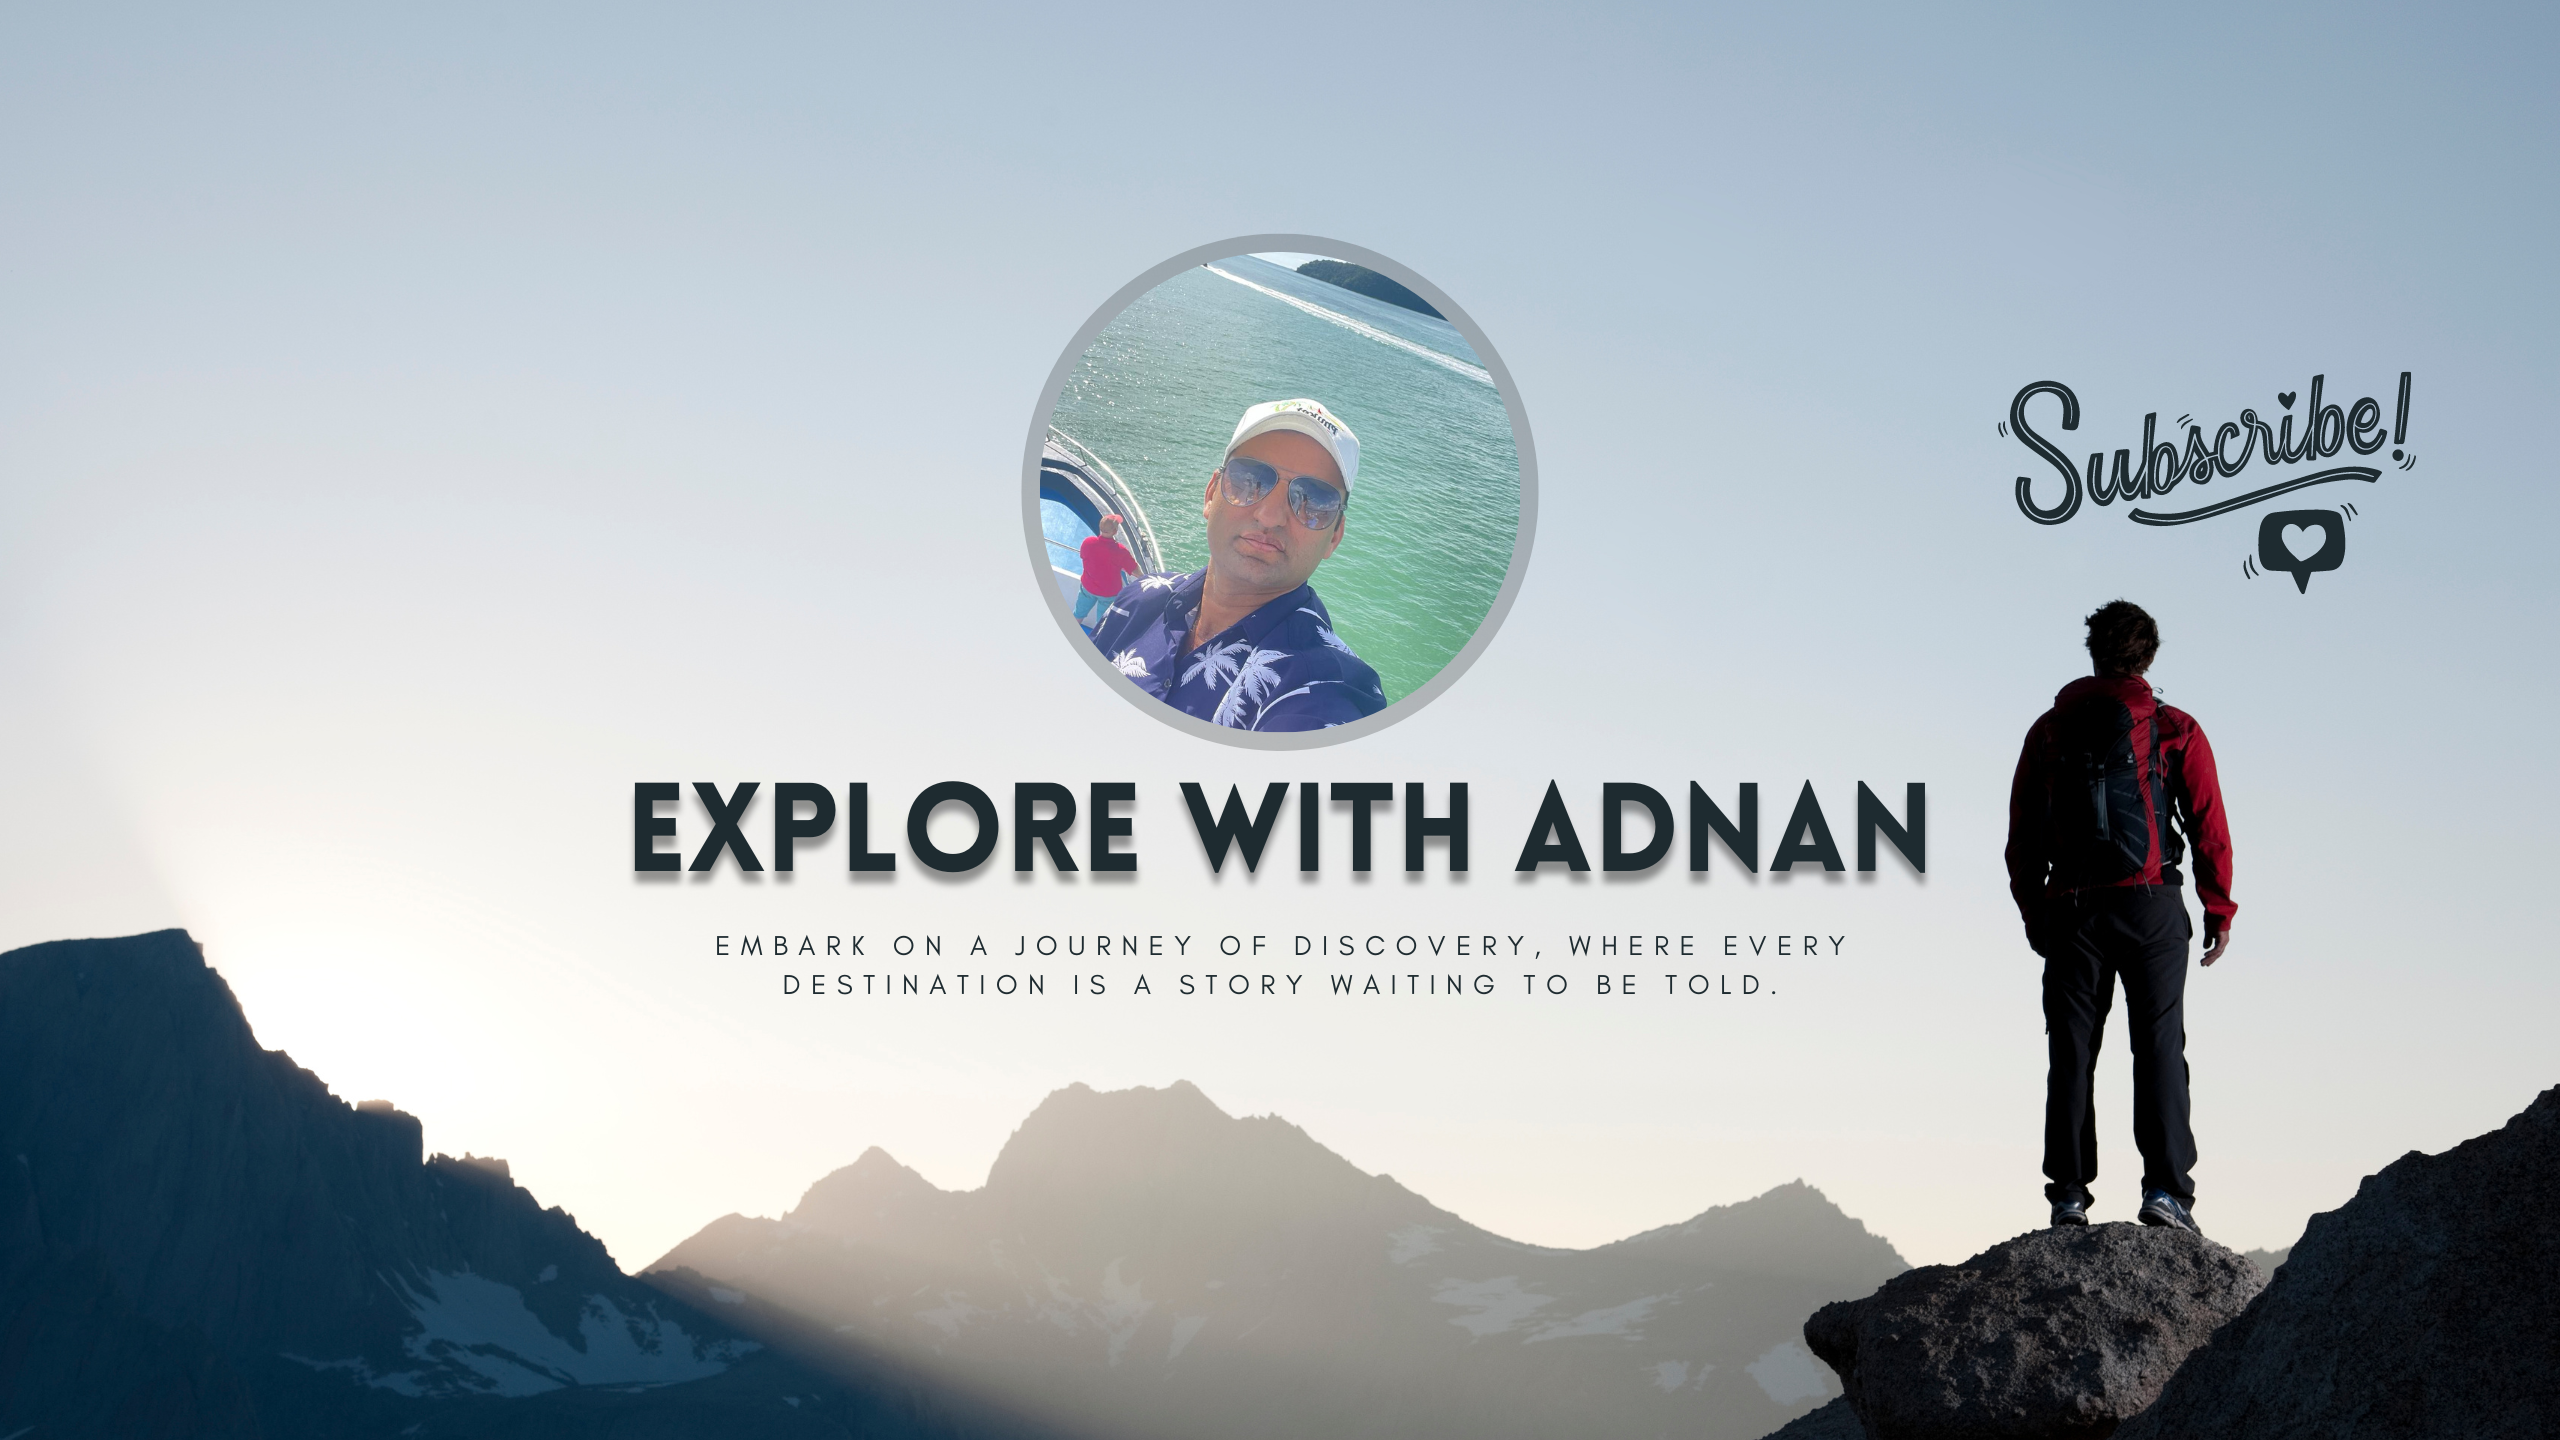 Subscribe!
EXPLORE WITH ADNAN
EMBARK ON A JOURNEY OF DISCOVERY, WHERE EVERY
DESTINATION IS A STORY WAITING TO BE TOLD.